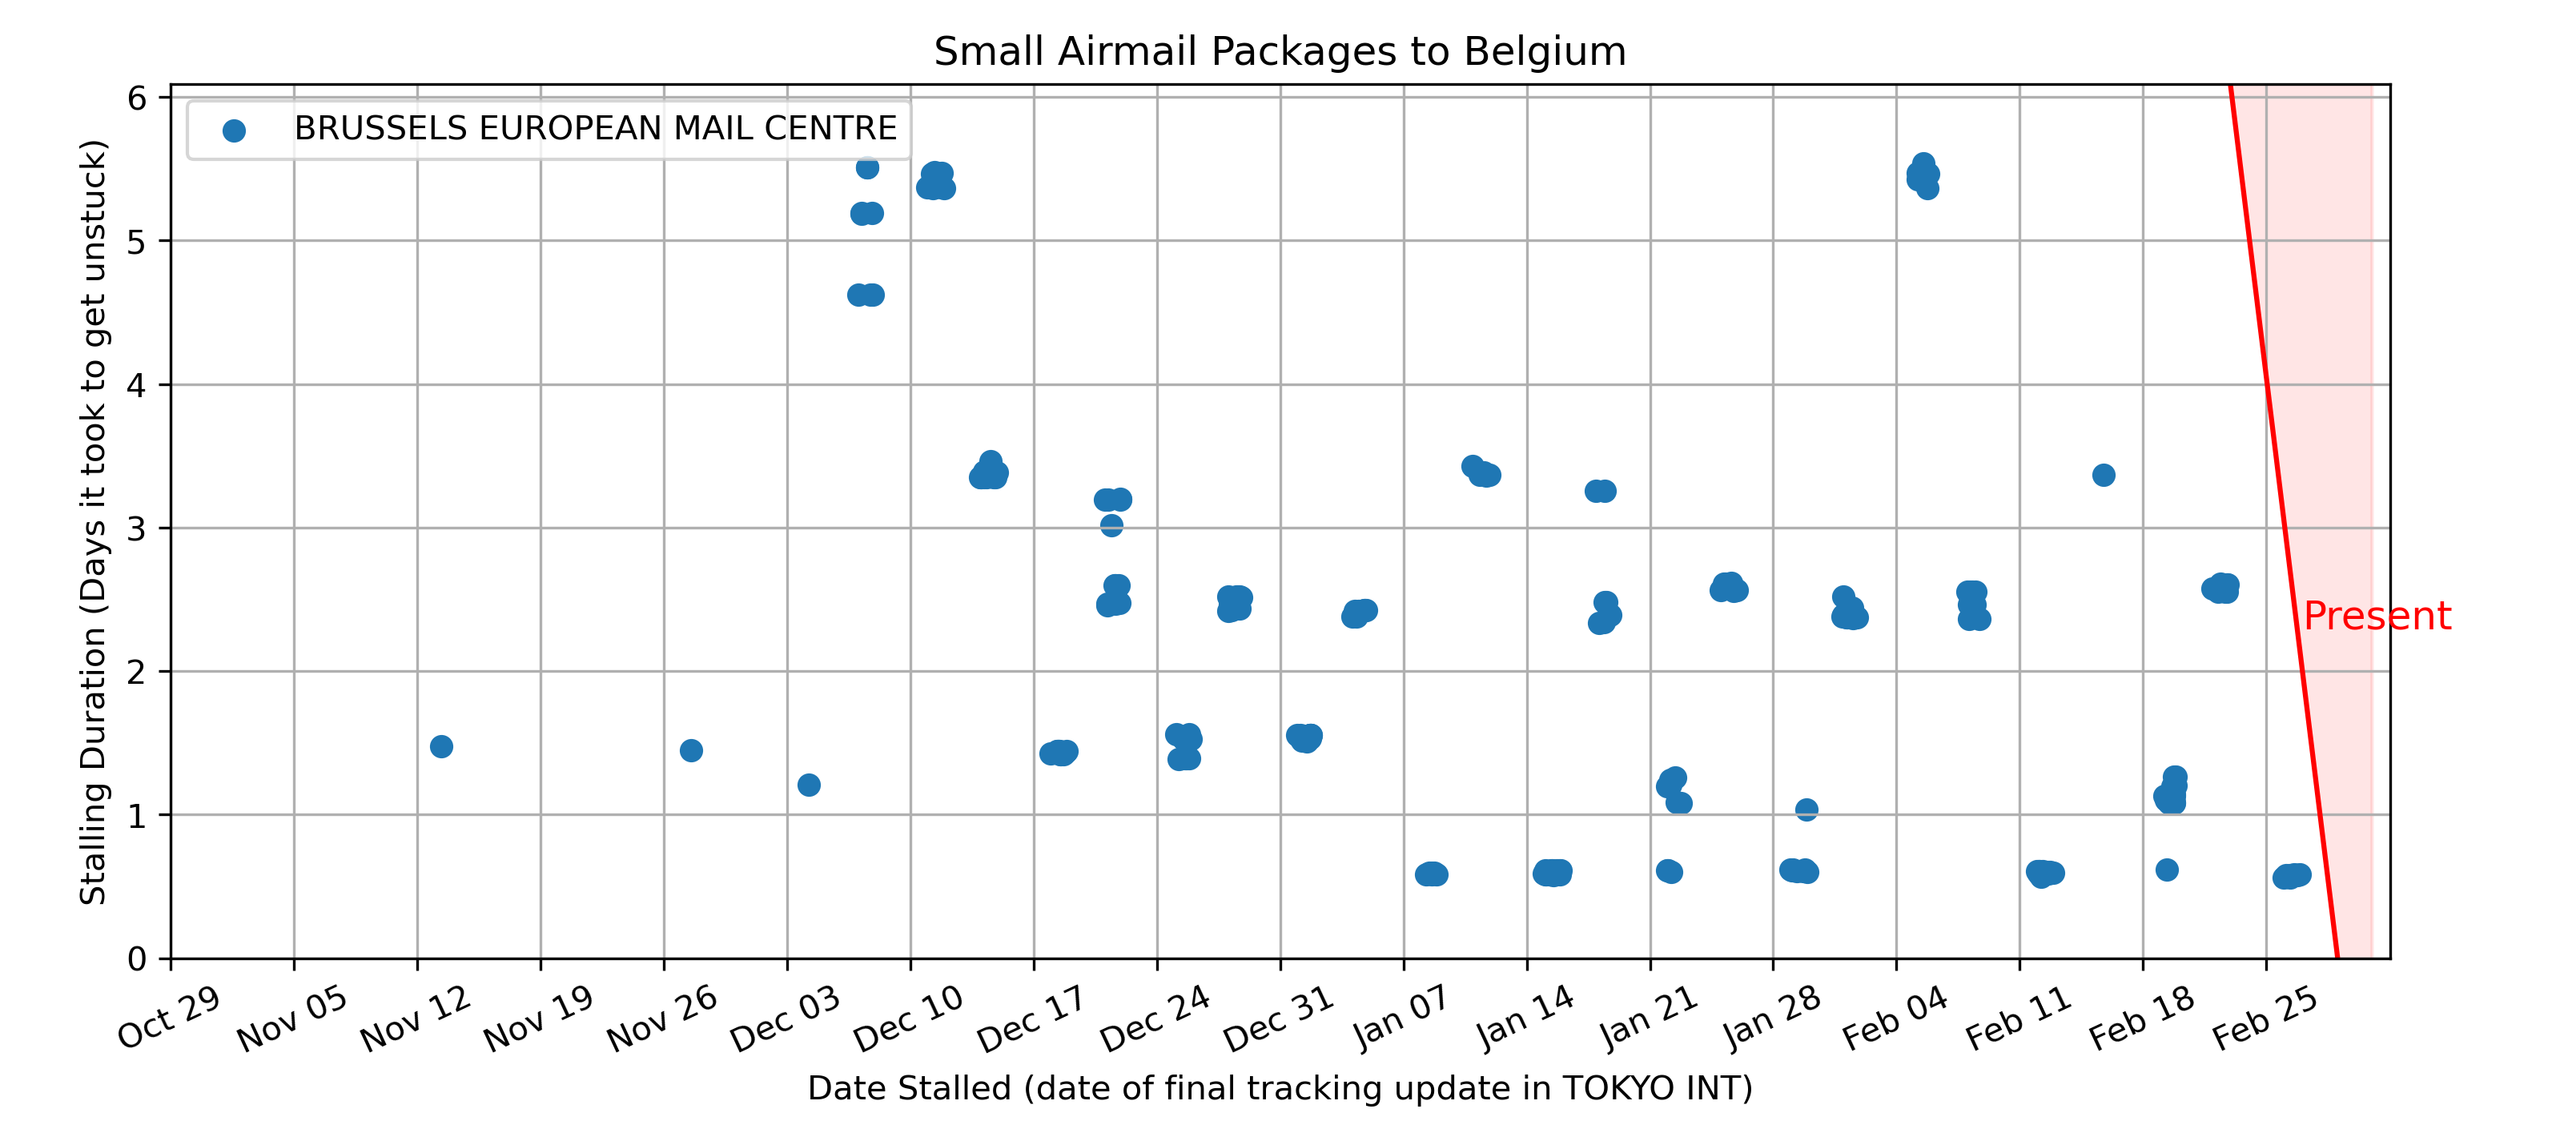 Small Airmail Packages to Belgium
BRUSSELS EUROPEAN MAIL CENTRE
Stalling Duration (Days it took to get unstuck)
6
5
4
3
2
1
0
Present
Oct 29
Nov 05
Nov 12
Nov 19
Nov 26
Dec 03
Dec 10
Dec 17
Dec 24
Dec 31
Jan 07
Jan 14
Jan 21
Jan 28
Feb 04
Feb 11
Feb 18
Feb 25
Date Stalled (date of final tracking update in TOKYO INT)